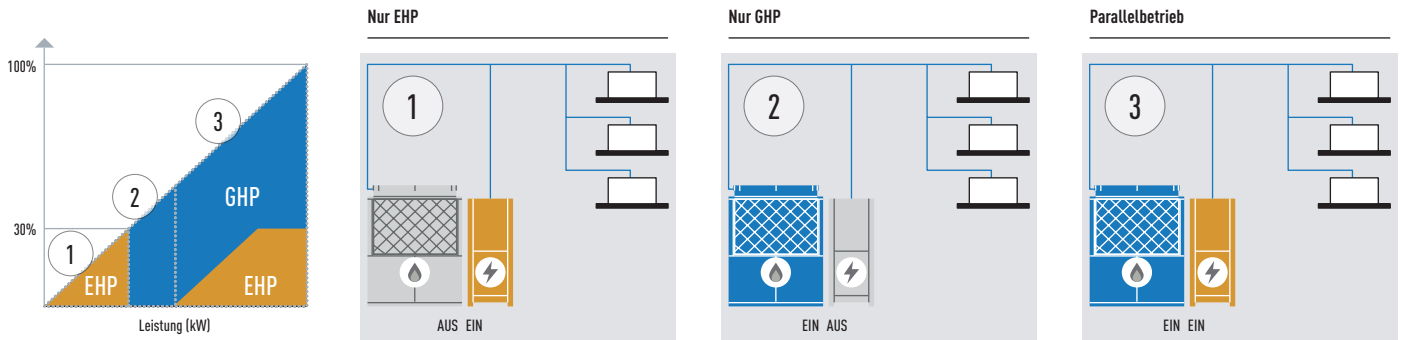 100%
30%
1
2
3
EHP
GHP
EHP
Leistung (kW)
Nur EHP
1
AUS EIN
Nur GHP
2
EIN AUS
Parallelbetrieb
3
EIN EIN